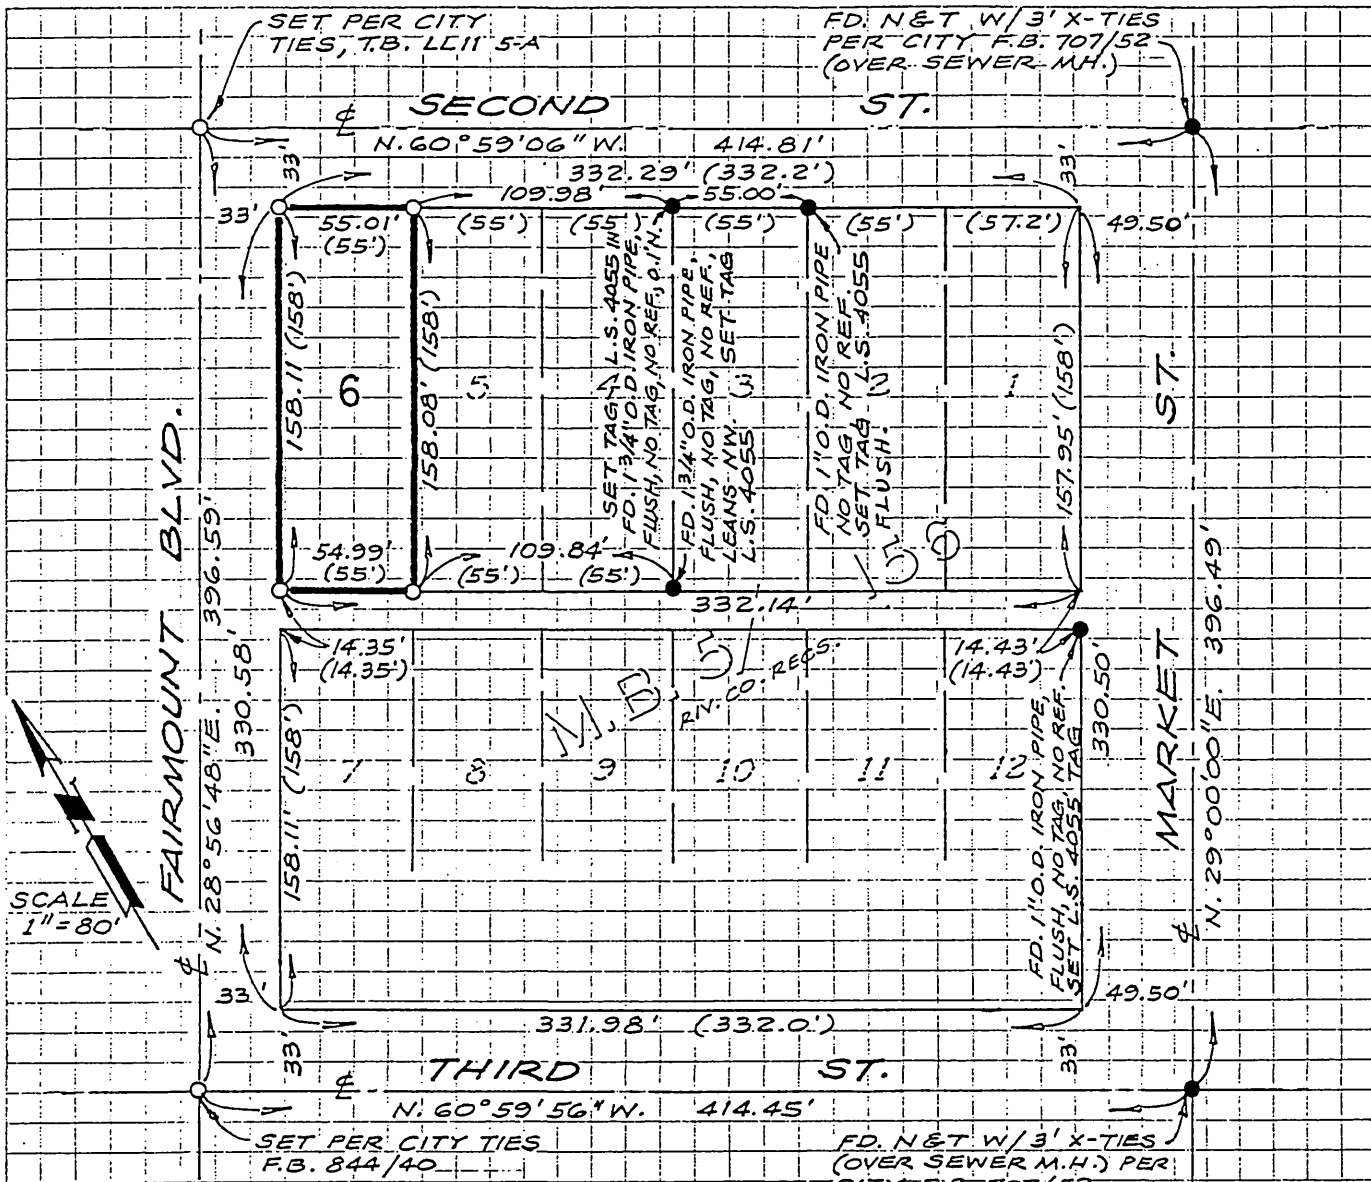 SET PER CITY
TIES, T.B. LL11 5-A
FD. N&T W/3' X-TIES
PER CITY F.B. 707/52
(OVER SEWER M.H.)
SECOND ST.
℄
N. 60°59'06" W. 414.81'
332.29' (332.2')
33'
33'
109.98'
55.00'
33'
55.01'
(55')
(55')
(55')
(55')
(55')
(57.2')
49.50'
158.11' (158')
158.08' (158')
157.95' (158')
6
5
4
3
2
1
SET TAG L.S. 4055 IN
FD. 1 3/4" O.D. IRON PIPE,
FLUSH, NO TAG, NO REF., 0.1' N.
FD. 1 3/4" O.D. IRON PIPE,
FLUSH, NO TAG, NO REF.,
LEANS NW. SET TAG
L.S. 4055
FD. 1" O.D. IRON PIPE
NO TAG, NO REF.
SET TAG L.S. 4055
FLUSH.
54.99'
(55')
109.84'
(55')
(55')
332.14'
14.35'
(14.35')
14.43'
(14.43')
M.B. 5/58
RIV. CO. RECS.
FAIRMOUNT BLVD.
℄ N. 28°56'48" E. 396.59'
330.58'
MARKET ST.
℄ N. 29°00'00" E. 396.49'
330.50'
158.11' (158')
7
8
9
10
11
12
FD. 1" O.D. IRON PIPE,
FLUSH, NO TAG, NO REF.
SET L.S. 4055 TAG
SCALE
1"=80'
33'
49.50'
331.98' (332.0')
33'
33'
THIRD ST.
℄
N. 60°59'56" W. 414.45'
SET PER CITY TIES
F.B. 844/40
FD. N&T W/3' X-TIES
(OVER SEWER M.H.) PER